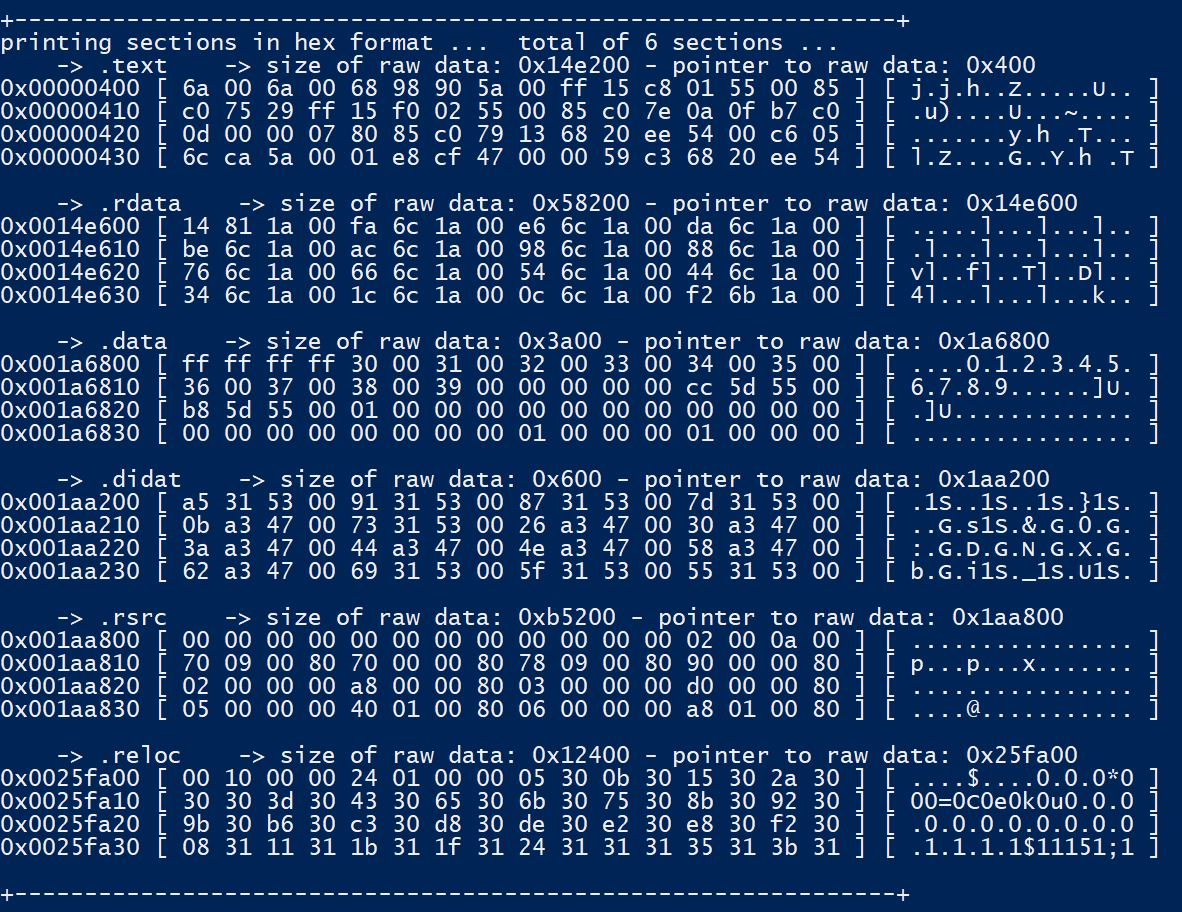 +---------------------------------------------------------------+
printing sections in hex format ...  total of 6 sections ...
    -> .text    -> size of raw data: 0x14e200 - pointer to raw data: 0x400
0x00000400 [ 6a 00 6a 00 68 98 90 5a 00 ff 15 c8 01 55 00 85 ] [ j.j.h..Z.....U.. ]
0x00000410 [ c0 75 29 ff 15 f0 02 55 00 85 c0 7e 0a 0f b7 c0 ] [ .u)....U...~.... ]
0x00000420 [ 0d 00 00 07 80 85 c0 79 13 68 20 ee 54 00 c6 05 ] [ .......y.h .T... ]
0x00000430 [ 6c ca 5a 00 01 e8 cf 47 00 00 59 c3 68 20 ee 54 ] [ l.Z....G..Y.h .T ]

    -> .rdata    -> size of raw data: 0x58200 - pointer to raw data: 0x14e600
0x0014e600 [ 14 81 1a 00 fa 6c 1a 00 e6 6c 1a 00 da 6c 1a 00 ] [ .....l...l...l.. ]
0x0014e610 [ be 6c 1a 00 ac 6c 1a 00 98 6c 1a 00 88 6c 1a 00 ] [ .l...l...l...l.. ]
0x0014e620 [ 76 6c 1a 00 66 6c 1a 00 54 6c 1a 00 44 6c 1a 00 ] [ vl..fl..Tl..Dl.. ]
0x0014e630 [ 34 6c 1a 00 1c 6c 1a 00 0c 6c 1a 00 f2 6b 1a 00 ] [ 4l...l...l...k.. ]

    -> .data    -> size of raw data: 0x3a00 - pointer to raw data: 0x1a6800
0x001a6800 [ ff ff ff ff 30 00 31 00 32 00 33 00 34 00 35 00 ] [ ....0.1.2.3.4.5. ]
0x001a6810 [ 36 00 37 00 38 00 39 00 00 00 00 00 cc 5d 55 00 ] [ 6.7.8.9......]U. ]
0x001a6820 [ b8 5d 55 00 01 00 00 00 00 00 00 00 00 00 00 00 ] [ .]U............. ]
0x001a6830 [ 00 00 00 00 00 00 00 00 01 00 00 00 01 00 00 00 ] [ ................ ]

    -> .didat    -> size of raw data: 0x600 - pointer to raw data: 0x1aa200
0x001aa200 [ a5 31 53 00 91 31 53 00 87 31 53 00 7d 31 53 00 ] [ .1S..1S..1S.}1S. ]
0x001aa210 [ 0b a3 47 00 73 31 53 00 26 a3 47 00 30 a3 47 00 ] [ ..G.s1S.&.G.0.G. ]
0x001aa220 [ 3a a3 47 00 44 a3 47 00 4e a3 47 00 58 a3 47 00 ] [ :.G.D.G.N.G.X.G. ]
0x001aa230 [ 62 a3 47 00 69 31 53 00 5f 31 53 00 55 31 53 00 ] [ b.G.i1S._1S.U1S. ]

    -> .rsrc    -> size of raw data: 0xb5200 - pointer to raw data: 0x1aa800
0x001aa800 [ 00 00 00 00 00 00 00 00 00 00 00 00 02 00 0a 00 ] [ ................ ]
0x001aa810 [ 70 09 00 80 70 00 00 80 78 09 00 80 90 00 00 80 ] [ p...p...x....... ]
0x001aa820 [ 02 00 00 00 a8 00 00 80 03 00 00 00 d0 00 00 80 ] [ ................ ]
0x001aa830 [ 05 00 00 00 40 01 00 80 06 00 00 00 a8 01 00 80 ] [ ....@........... ]

    -> .reloc    -> size of raw data: 0x12400 - pointer to raw data: 0x25fa00
0x0025fa00 [ 00 10 00 00 24 01 00 00 05 30 0b 30 15 30 2a 30 ] [ ....$....0.0.0*0 ]
0x0025fa10 [ 30 30 3d 30 43 30 65 30 6b 30 75 30 8b 30 92 30 ] [ 00=0C0e0k0u0.0.0 ]
0x0025fa20 [ 9b 30 b6 30 c3 30 d8 30 de 30 e2 30 e8 30 f2 30 ] [ .0.0.0.0.0.0.0.0 ]
0x0025fa30 [ 08 31 11 31 1b 31 1f 31 24 31 31 31 35 31 3b 31 ] [ .1.1.1.1$11151;1 ]

+---------------------------------------------------------------+